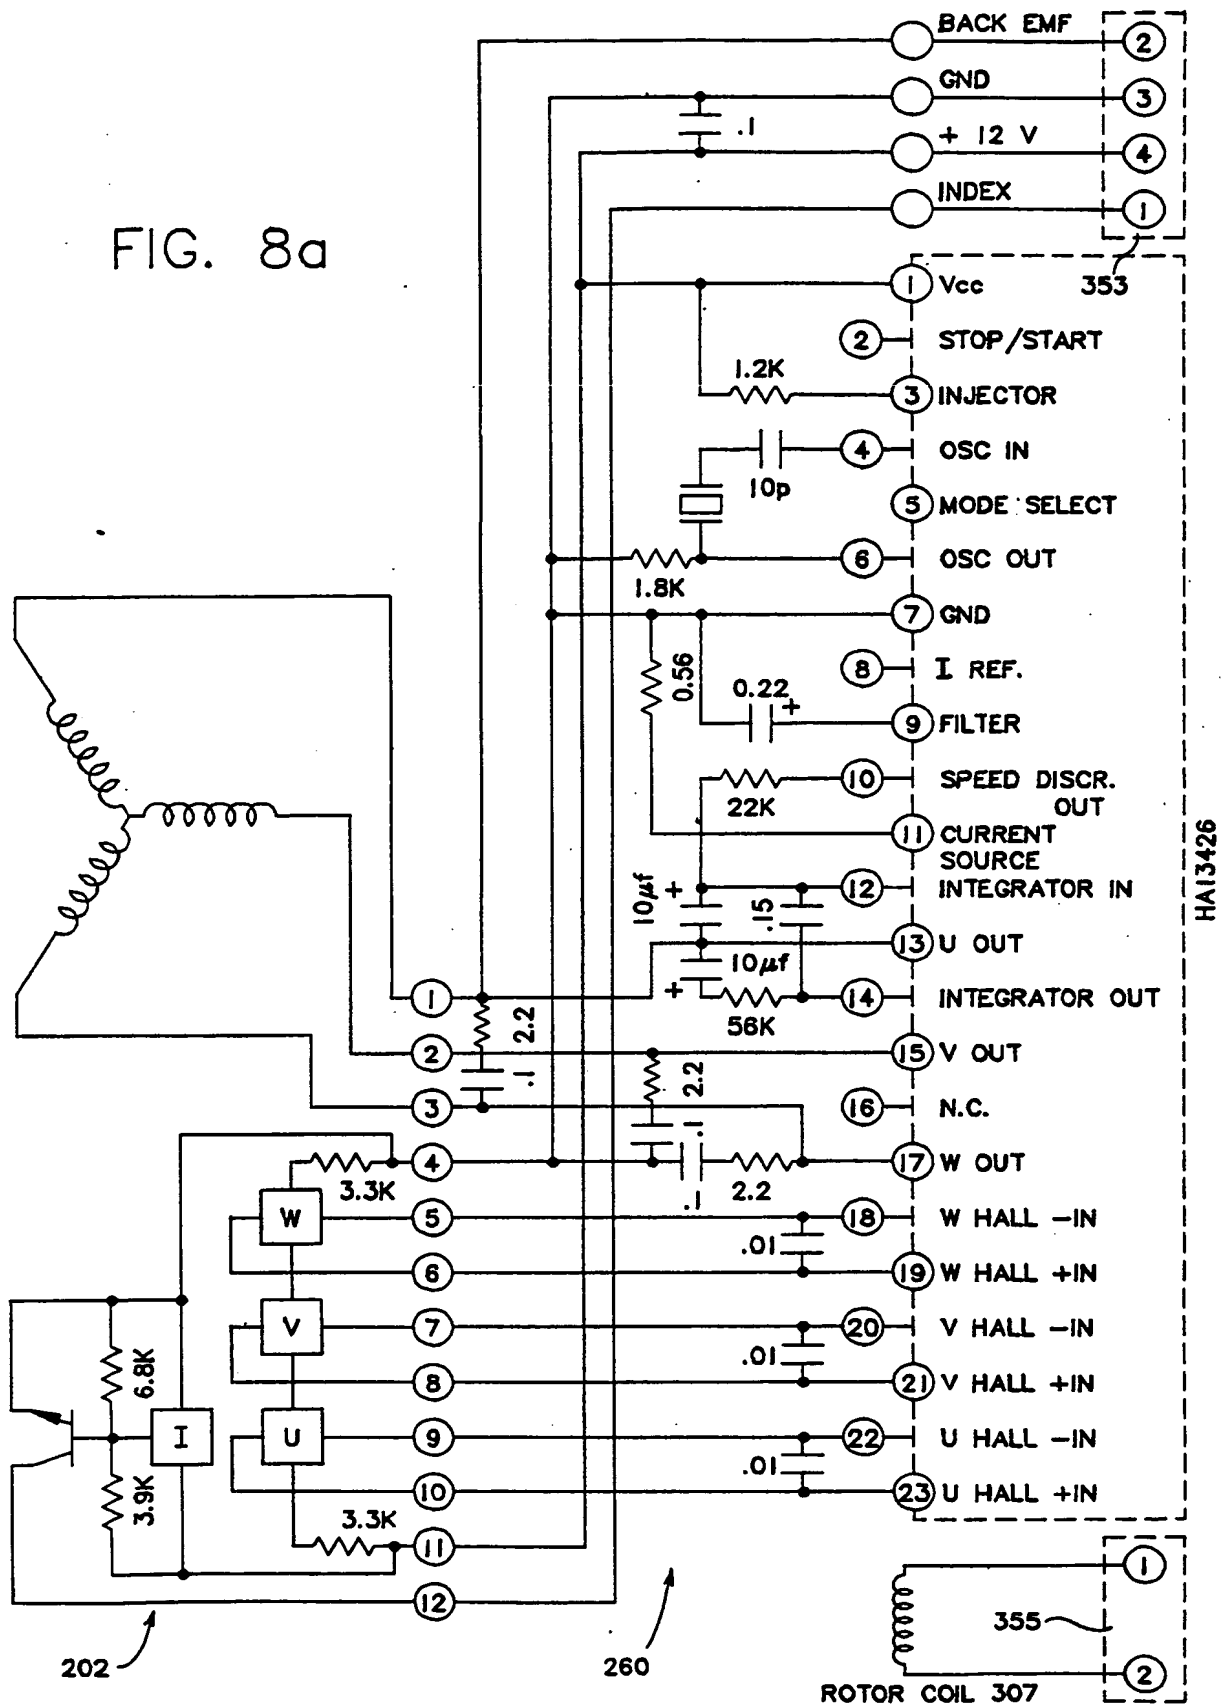 FIG. 8a
BACK EMF
2
GND
3
.1
+ 12 V
4
INDEX
1
353
1 Vcc
2 STOP/START
1.2K
3 INJECTOR
4 OSC IN
10p
5 MODE SELECT
6 OSC OUT
1.8K
7 GND
8 I REF.
0.56
0.22 +
9 FILTER
10 SPEED DISCR.
OUT
22K
11 CURRENT
SOURCE
12 INTEGRATOR IN
10µf +
.15
13 U OUT
10µf
+
14 INTEGRATOR OUT
56K
15 V OUT
16 N.C.
17 W OUT
18 W HALL –IN
19 W HALL +IN
20 V HALL –IN
21 V HALL +IN
22 U HALL –IN
23 U HALL +IN
HA13426
1
2.2
2
.1
2.2
3
.1
4
3.3K
.1
2.2
W
5
.01
6
V
7
.01
8
6.8K
I
U
9
.01
10
3.9K
3.3K
11
12
202
260
1
355
2
ROTOR COIL 307